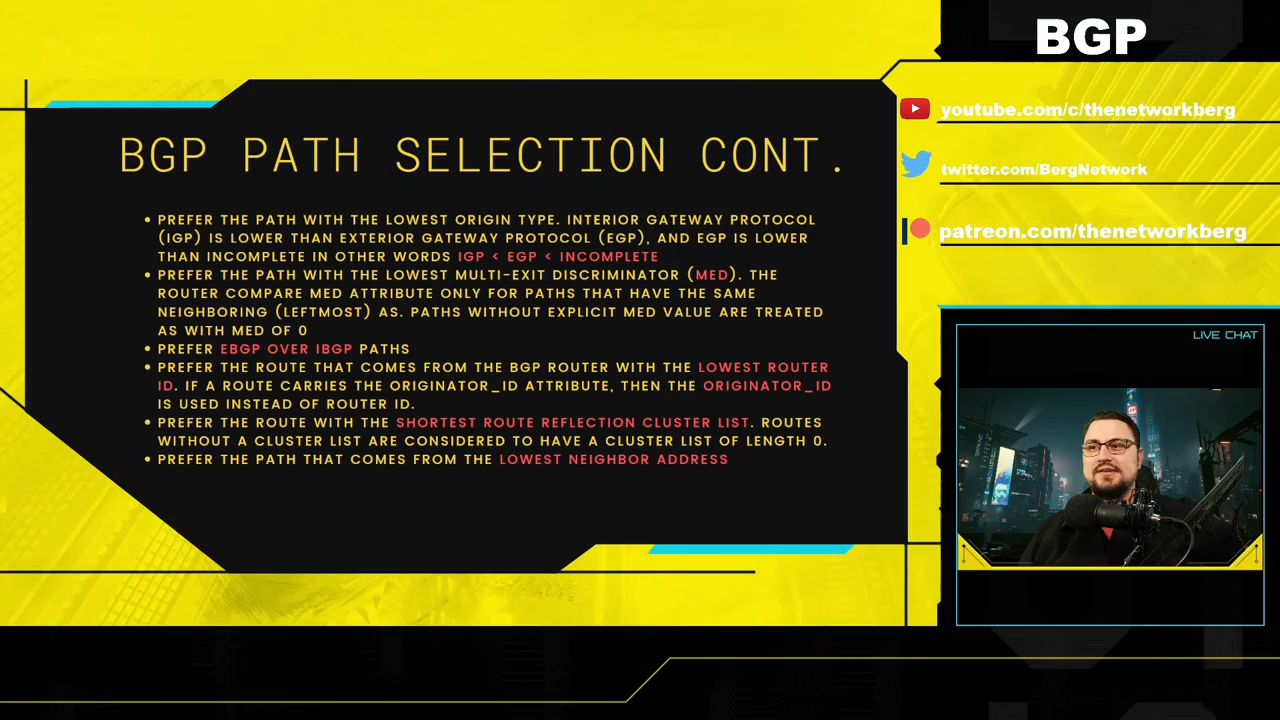 BGP
BGP PATH SELECTION CONT.
• PREFER THE PATH WITH THE LOWEST ORIGIN TYPE. INTERIOR GATEWAY PROTOCOL
(IGP) IS LOWER THAN EXTERIOR GATEWAY PROTOCOL (EGP), AND EGP IS LOWER
THAN INCOMPLETE IN OTHER WORDS IGP < EGP < INCOMPLETE
• PREFER THE PATH WITH THE LOWEST MULTI-EXIT DISCRIMINATOR (MED). THE
ROUTER COMPARE MED ATTRIBUTE ONLY FOR PATHS THAT HAVE THE SAME
NEIGHBORING (LEFTMOST) AS. PATHS WITHOUT EXPLICIT MED VALUE ARE TREATED
AS WITH MED OF 0
• PREFER EBGP OVER IBGP PATHS
• PREFER THE ROUTE THAT COMES FROM THE BGP ROUTER WITH THE LOWEST ROUTER
ID. IF A ROUTE CARRIES THE ORIGINATOR_ID ATTRIBUTE, THEN THE ORIGINATOR_ID
IS USED INSTEAD OF ROUTER ID.
• PREFER THE ROUTE WITH THE SHORTEST ROUTE REFLECTION CLUSTER LIST. ROUTES
WITHOUT A CLUSTER LIST ARE CONSIDERED TO HAVE A CLUSTER LIST OF LENGTH 0.
• PREFER THE PATH THAT COMES FROM THE LOWEST NEIGHBOR ADDRESS
youtube.com/c/thenetworkberg
twitter.com/BergNetwork
patreon.com/thenetworkberg
LIVE CHAT